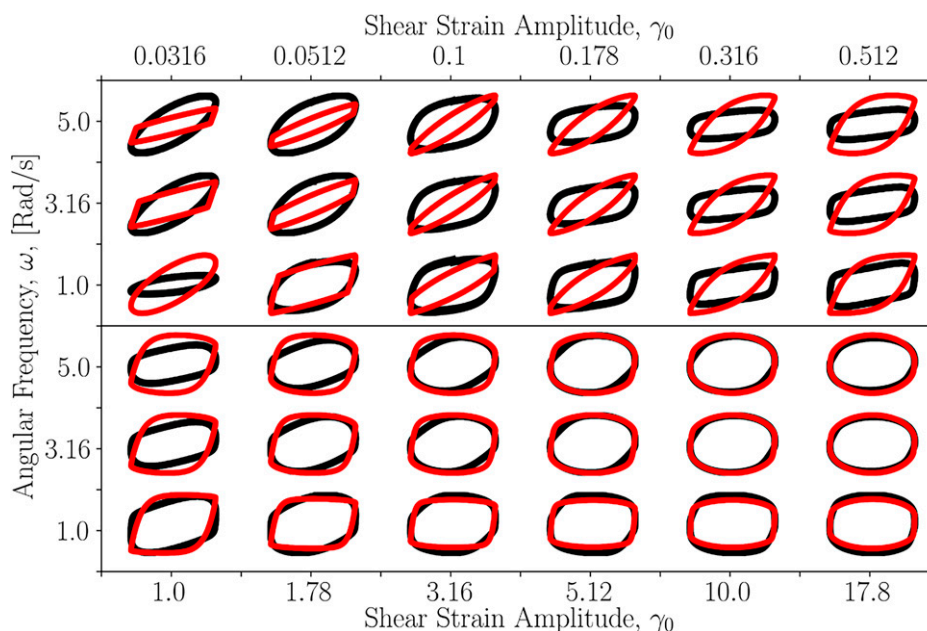 Shear Strain Amplitude, γ₀
0.0316 0.0512 0.1 0.178 0.316 0.512
Angular Frequency, ω, [Rad/s]
5.0
3.16
1.0
5.0
3.16
1.0
1.0 1.78 3.16 5.12 10.0 17.8
Shear Strain Amplitude, γ₀